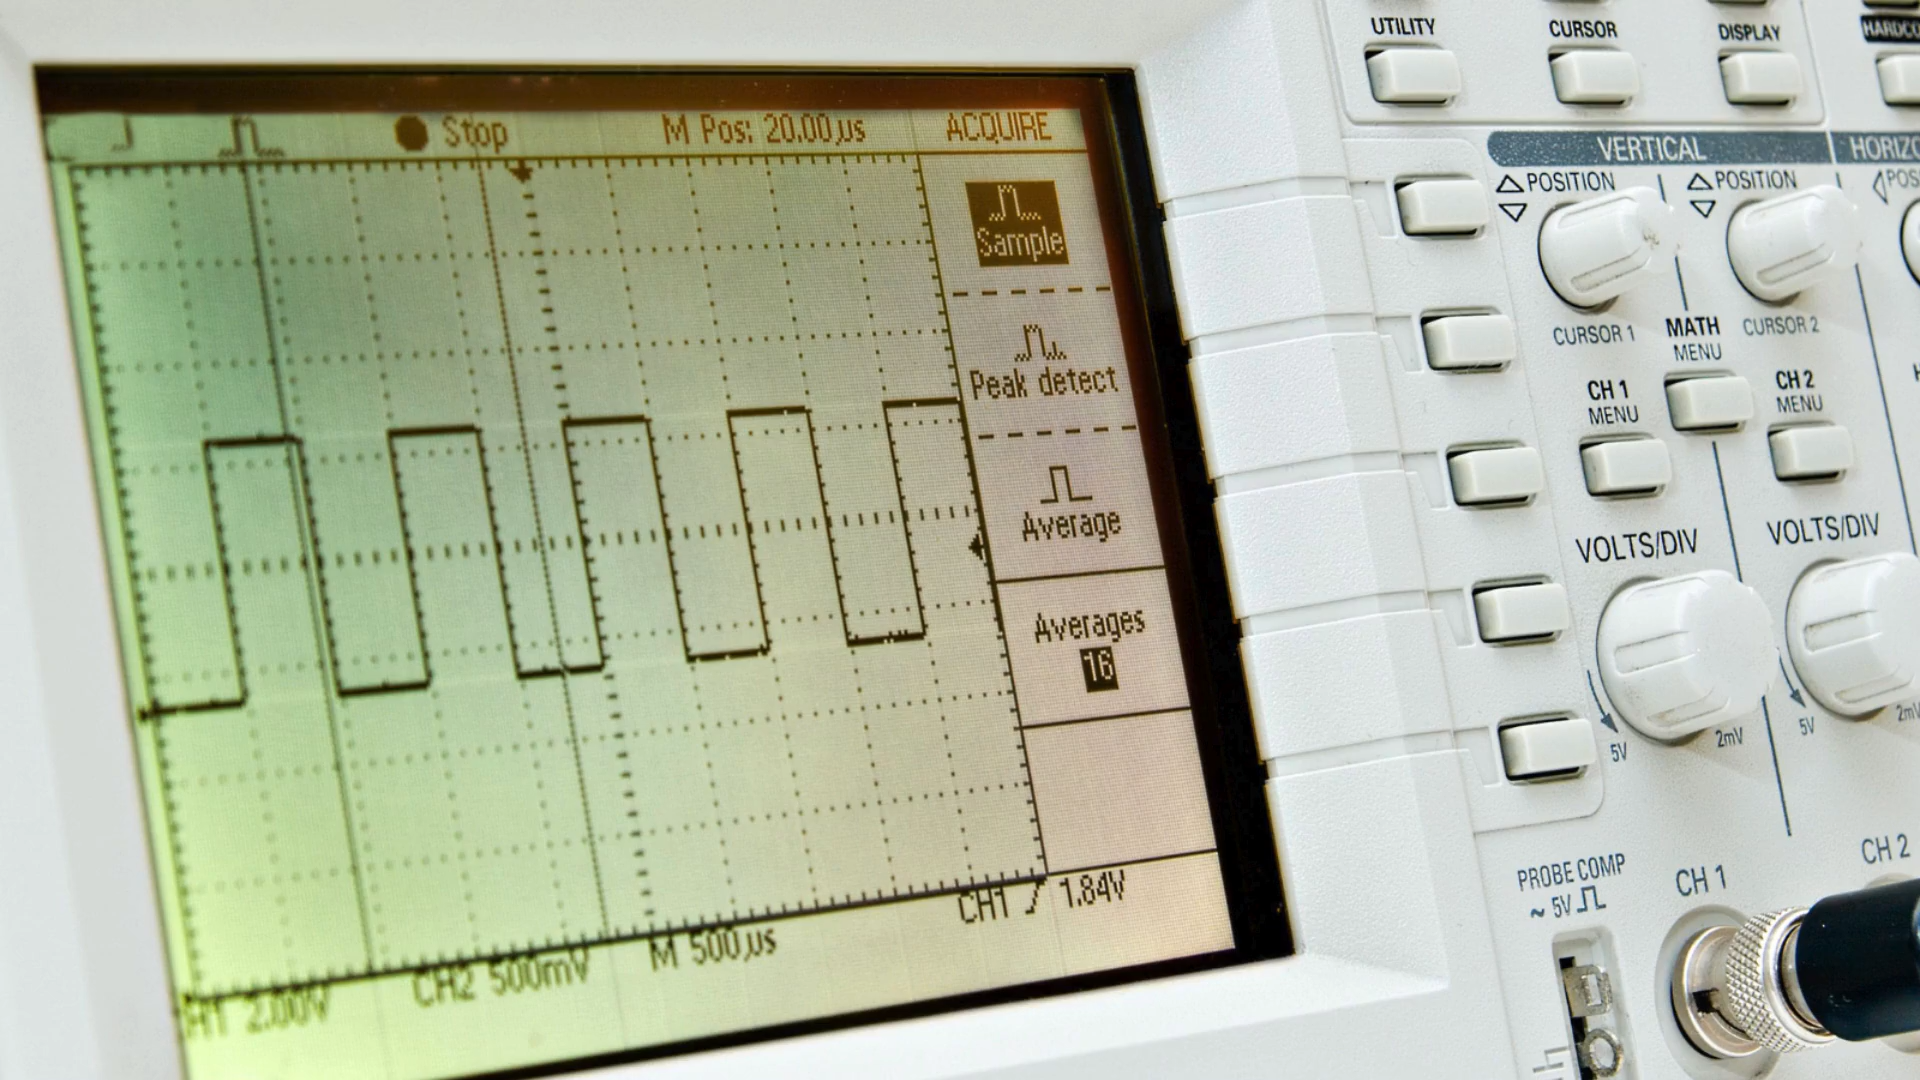 UTILITY
CURSOR
DISPLAY
Stop
M Pos: 20.00µs
ACQUIRE
VERTICAL
POSITION
POSITION
Sample
CURSOR 1
MATH
MENU
CURSOR 2
Peak detect
CH 1
MENU
CH 2
MENU
Average
VOLTS/DIV
VOLTS/DIV
Averages
16
5V
2mV
5V
PROBE COMP
~ 5V
CH 1
CH 2
CH1 1.84V
M 500µs
CH2 500mV
2.00V